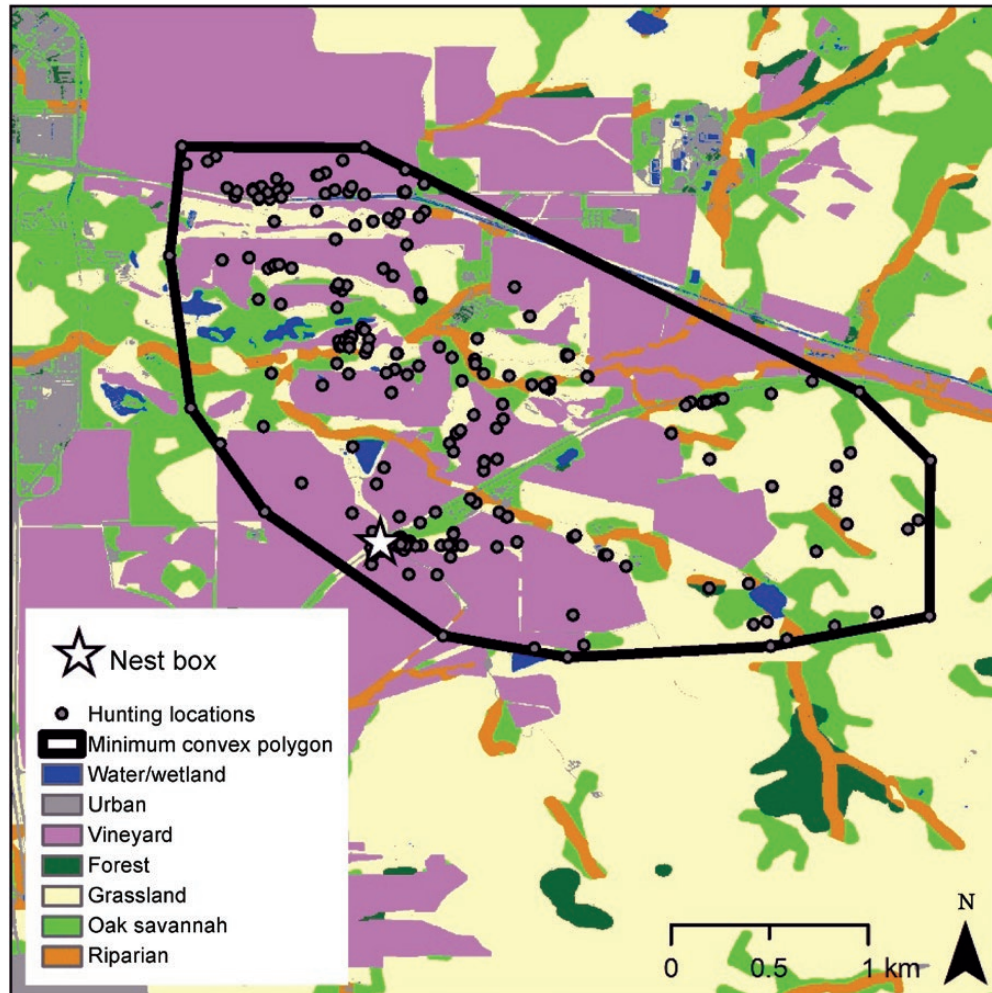 Nest box
Hunting locations
Minimum convex polygon
Water/wetland
Urban
Vineyard
Forest
Grassland
Oak savannah
Riparian
N
0 0.5 1 km